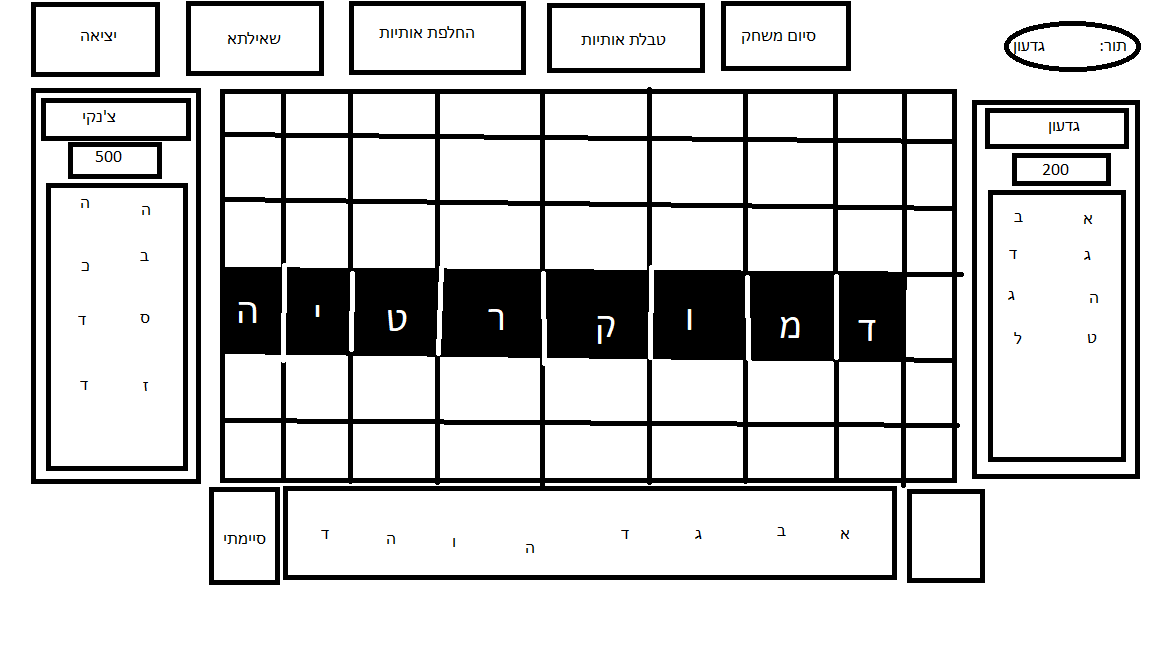 תור: גדעון
סיום משחק
טבלת אותיות
החלפת אותיות
שאילתא
יציאה
גדעון
200
א ב
ג ד
ה ג
ט ל
ד מ ו ק ר ט י ה
צ'נקי
500
ה ה
ב כ
ס ד
ז ד
א ב ג ד ה ו ה ד
סיימתי